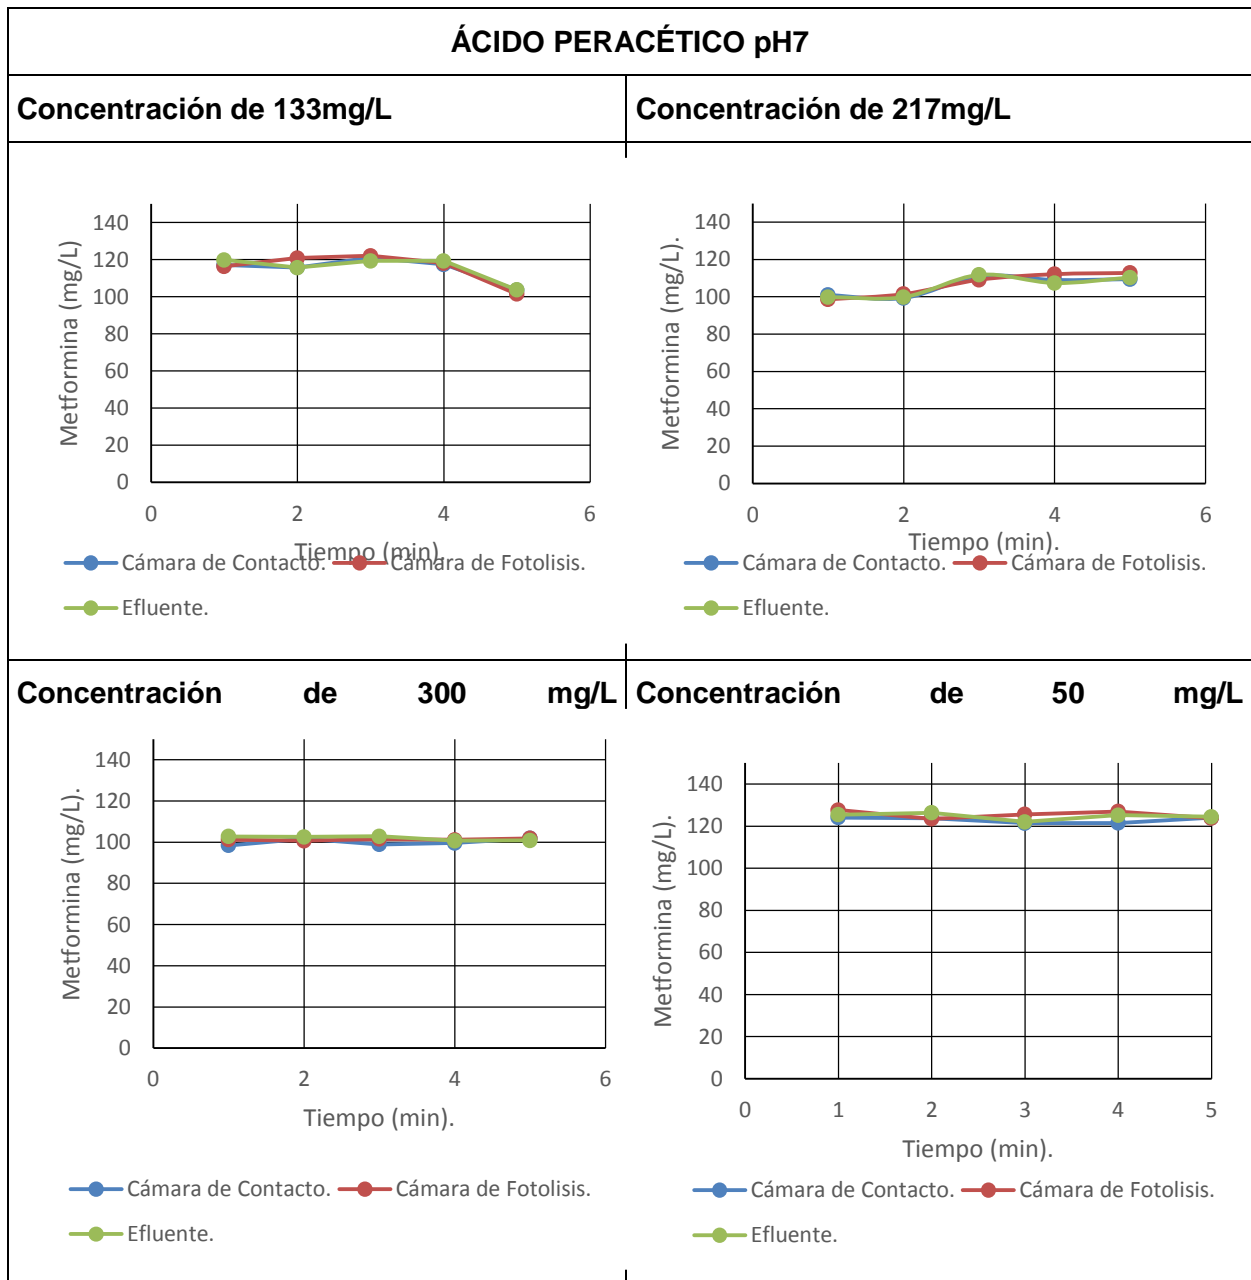 ÁCIDO PERACÉTICO pH7
Concentración de 133mg/L
Concentración de 217mg/L
140
120
100
80
60
40
20
0
Metformina (mg/L)
0 2 4 6
Tiempo (min).
Cámara de Contacto. Cámara de Fotolisis.
Efluente.
140
120
100
80
60
40
20
0
Metformina (mg/L).
0 2 4 6
Tiempo (min).
Cámara de Contacto. Cámara de Fotolisis.
Efluente.
Concentración de 300 mg/L
Concentración de 50 mg/L
140
120
100
80
60
40
20
0
Metformina (mg/L).
0 2 4 6
Tiempo (min).
Cámara de Contacto. Cámara de Fotolisis.
Efluente.
140
120
100
80
60
40
20
0
Metformina (mg/L).
0 1 2 3 4 5
Tiempo (min).
Cámara de Contacto. Cámara de Fotolisis.
Efluente.